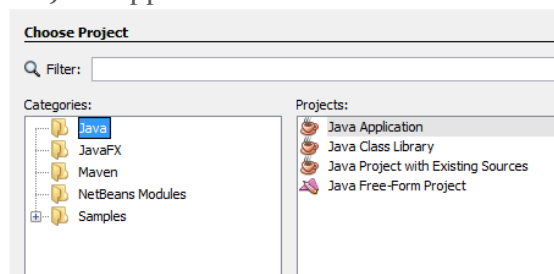 Choose Project
Filter:
Categories:
Java
JavaFX
Maven
NetBeans Modules
Samples
Projects:
Java Application
Java Class Library
Java Project with Existing Sources
Java Free-Form Project